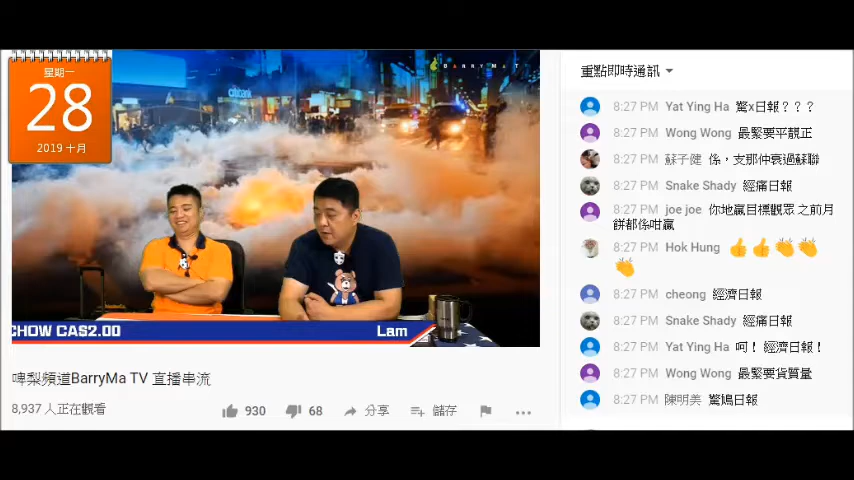 星期一
28
2019 十月
citibank
BARRYMAT
CHOW CA$2.00
Lam
啤梨頻道BarryMa TV 直播串流
8,937 人正在觀看
930
68
分享
儲存
重點即時通訊
8:27 PM Yat Ying Ha 驚x日報？？？
8:27 PM Wong Wong 最緊要平靚正
8:27 PM 蘇子健 係，支那仲衰過蘇聯
8:27 PM Snake Shady 經痛日報
8:27 PM joe joe 你地贏目標觀眾 之前月
餅都係咁贏
8:27 PM Hok Hung 👍👍👏👏
👏
8:27 PM cheong 經濟日報
8:27 PM Snake Shady 經痛日報
8:27 PM Yat Ying Ha 呵！ 經濟日報！
8:27 PM Wong Wong 最緊要貨質量
8:27 PM 陳明美 驚鳩日報